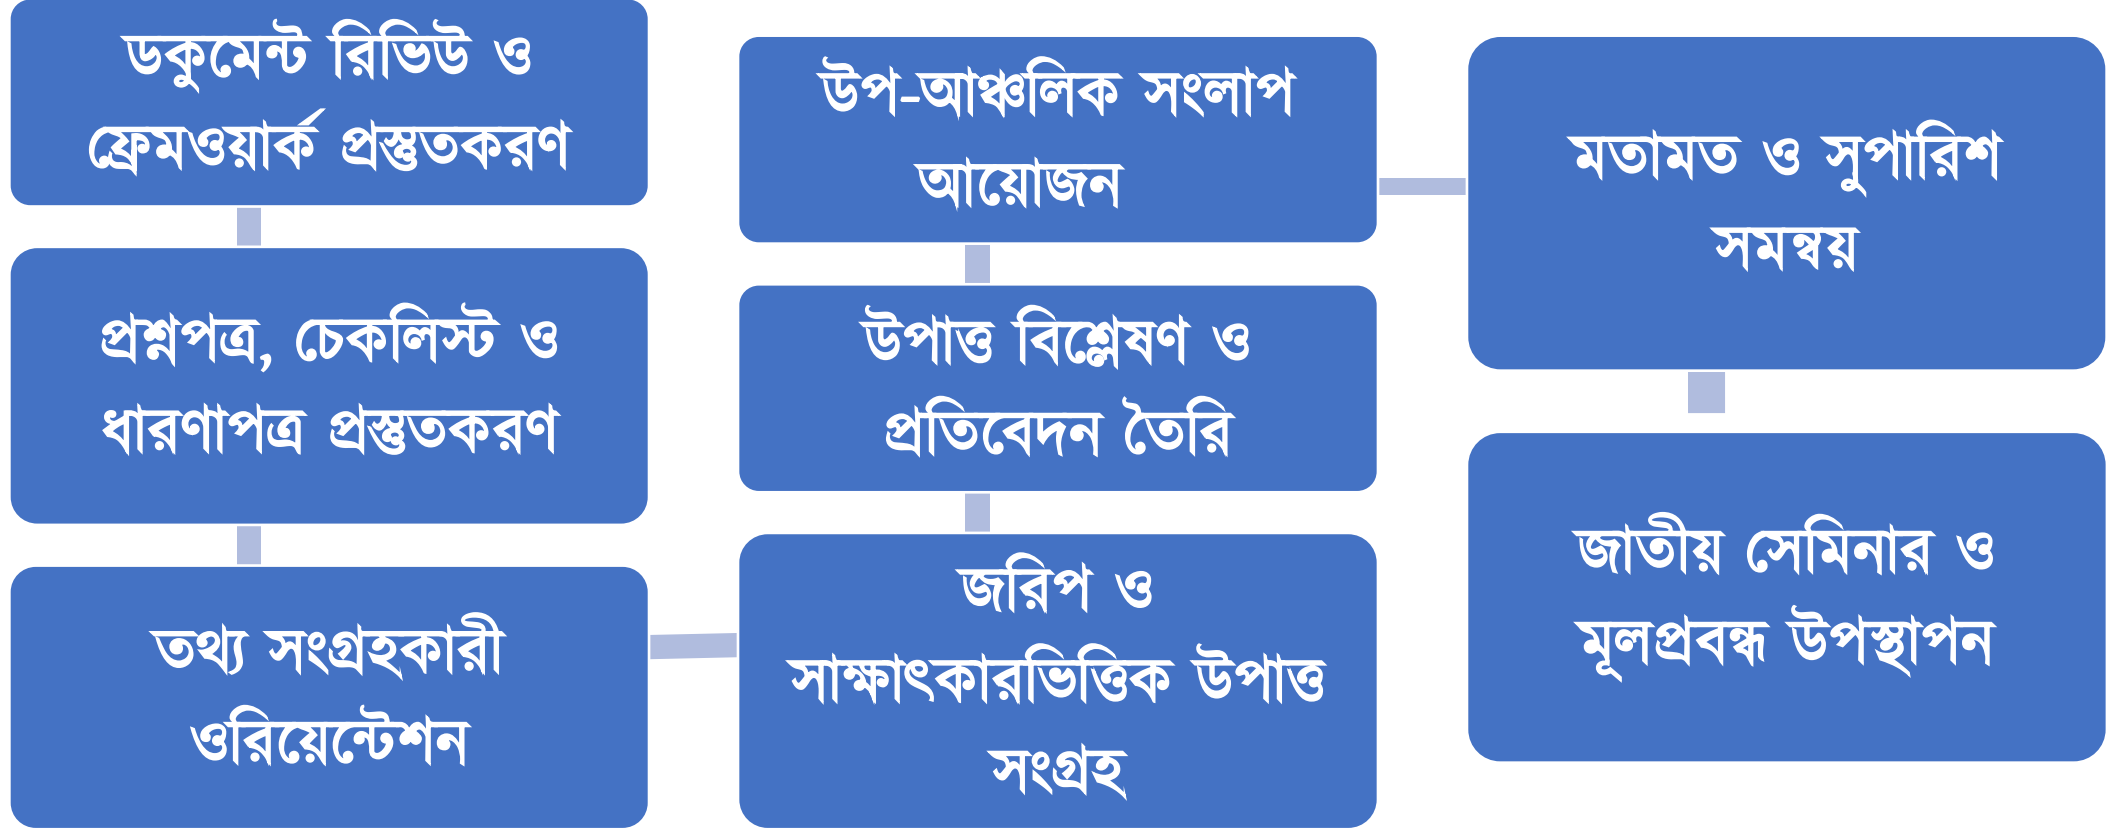 ডকুমেন্ট রিভিউ ও
ফ্রেমওয়ার্ক প্রস্তুতকরণ
প্রশ্নপত্র, চেকলিস্ট ও
ধারণাপত্র প্রস্তুতকরণ
তথ্য সংগ্রহকারী
ওরিয়েন্টেশন
জরিপ ও
সাক্ষাৎকারভিত্তিক উপাত্ত
সংগ্রহ
উপাত্ত বিশ্লেষণ ও
প্রতিবেদন তৈরি
উপ-আঞ্চলিক সংলাপ
আয়োজন
মতামত ও সুপারিশ
সমন্বয়
জাতীয় সেমিনার ও
মূলপ্রবন্ধ উপস্থাপন